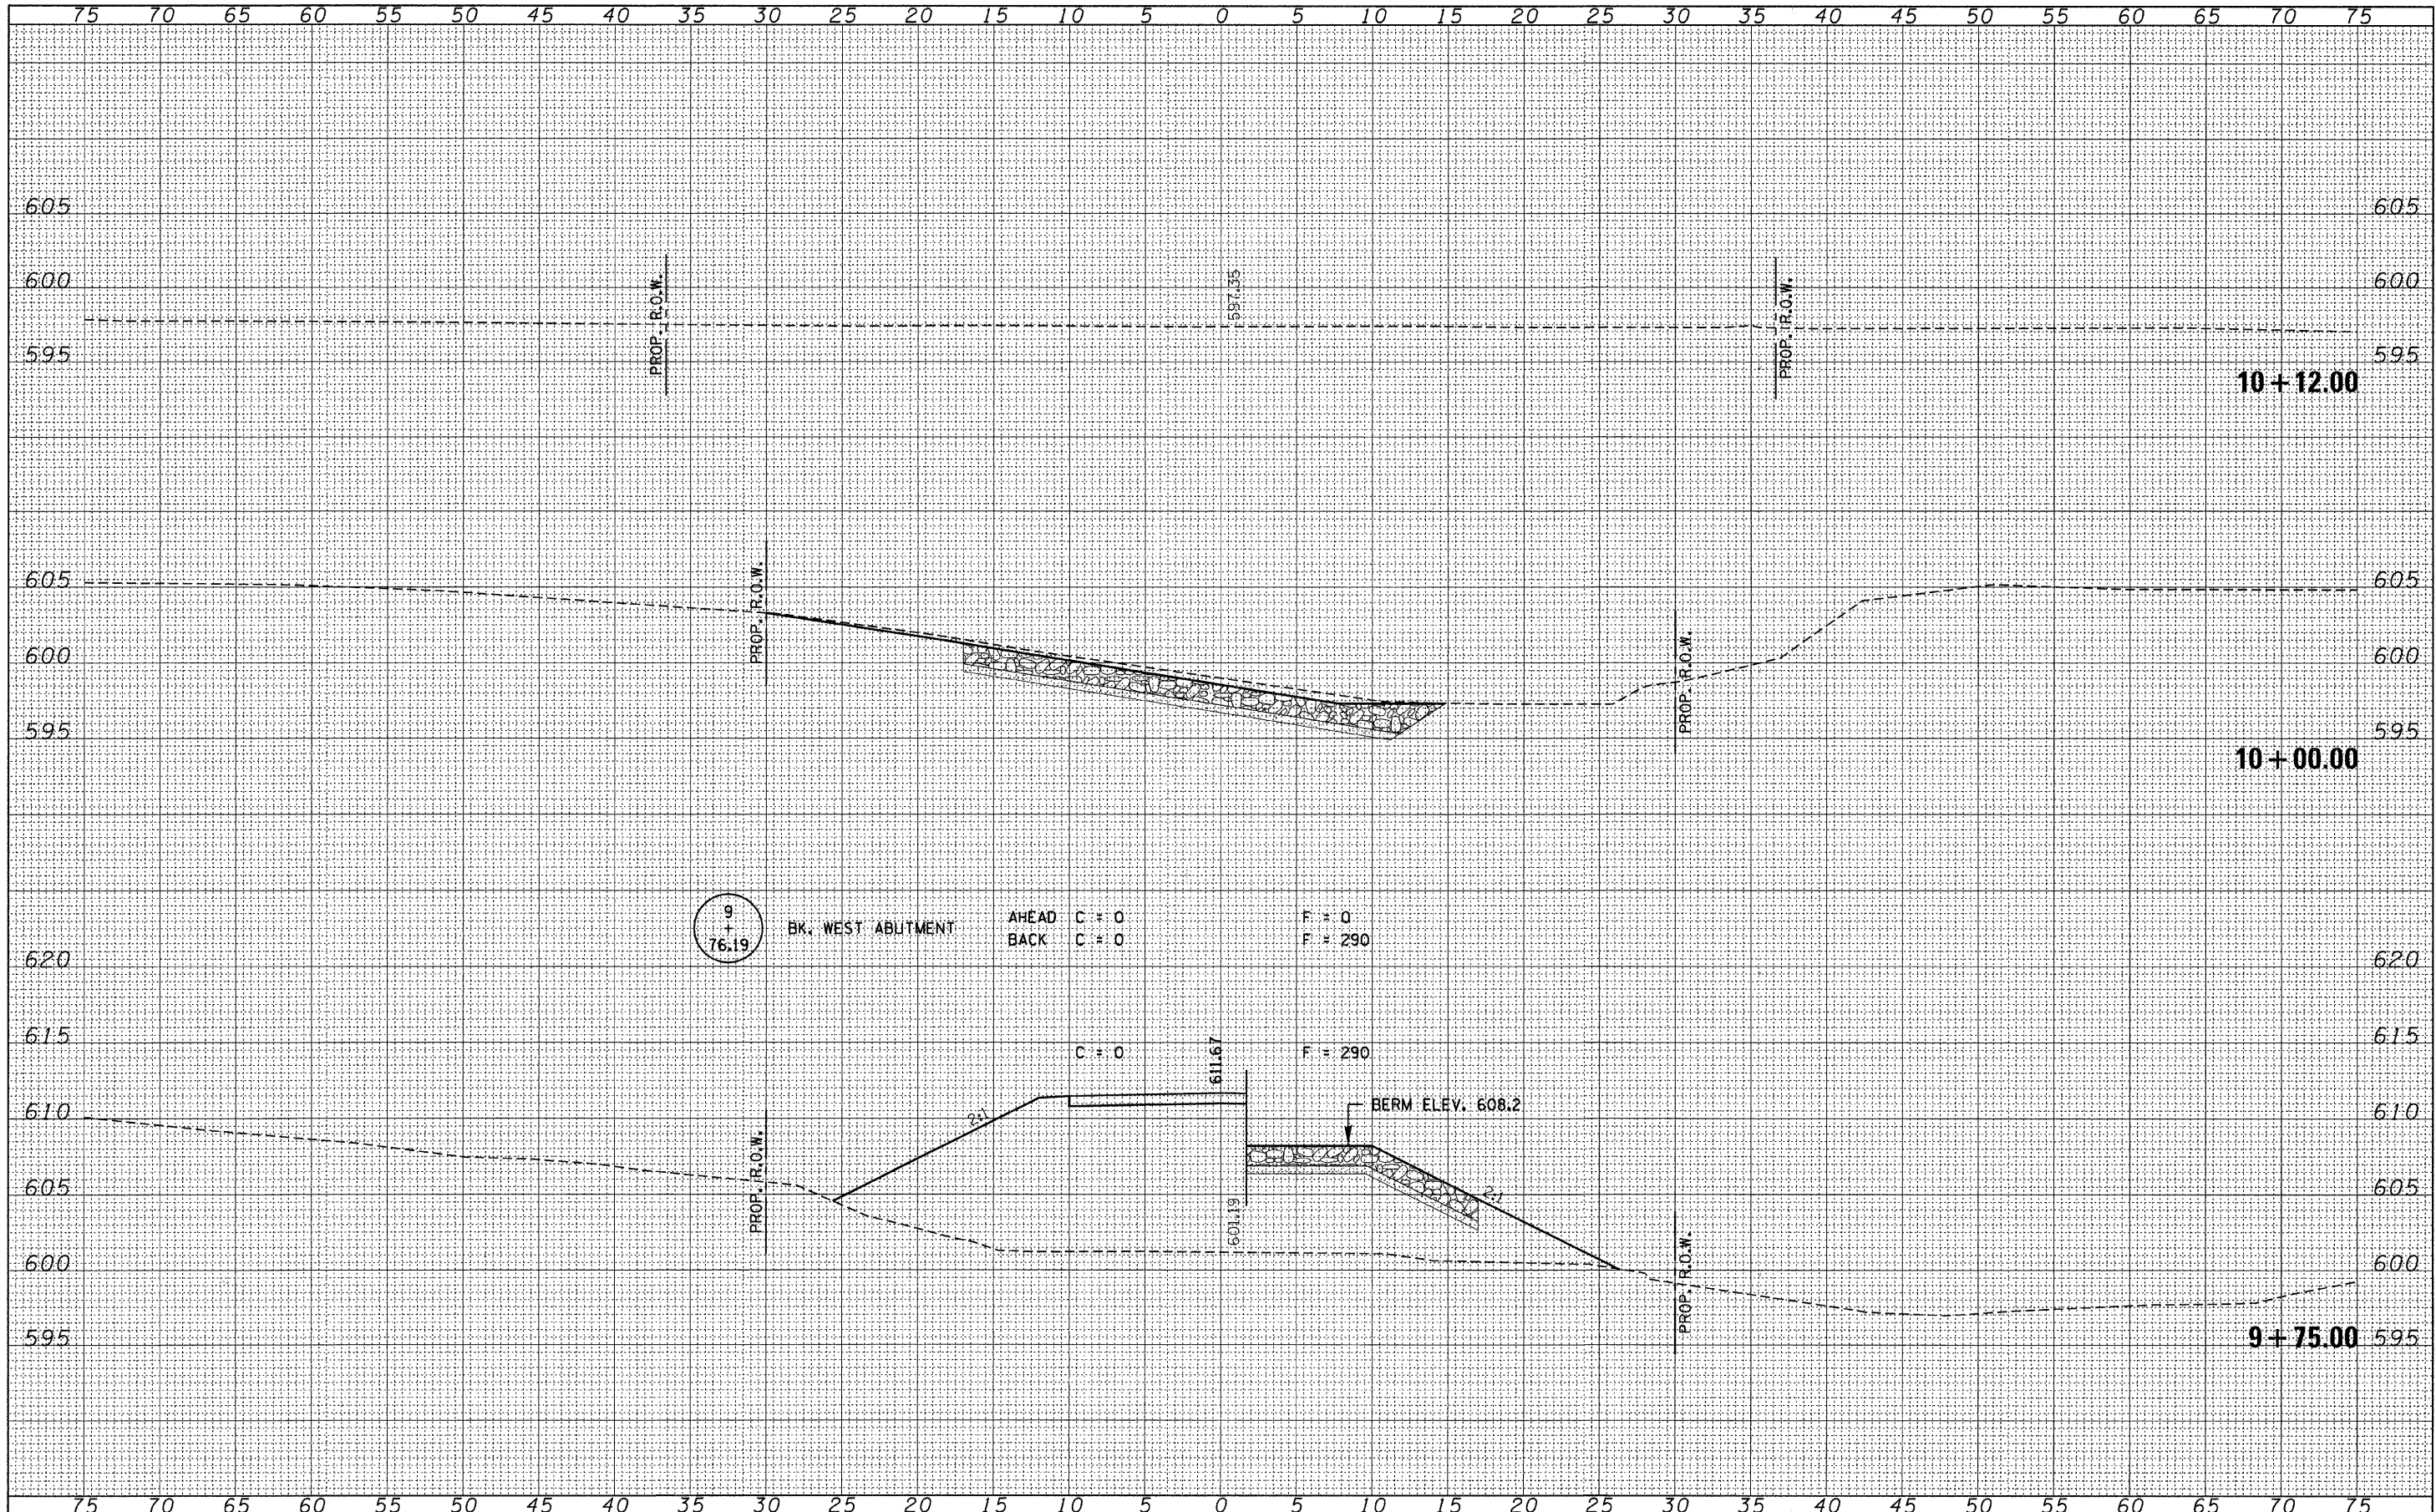 75 70 65 60 55 50 45 40 35 30 25 20 15 10 5 0 5 10 15 20 25 30 35 40 45 50 55 60 65 70 75
605 605
600 PROP. R.O.W. 597.35 PROP. R.O.W. 600
595 595
10+12.00
605 605
PROP. R.O.W.
600 PROP. R.O.W. 600
595 595
10+00.00
9
+
76.19
BK. WEST ABUTMENT
AHEAD C = 0 F = 0
BACK C = 0 F = 290
620 620
615 615
C = 0 F = 290
611.67
610 2:1 BERM ELEV. 608.2 610
PROP. R.O.W.
605 2:1 605
601.19
600 PROP. R.O.W. 600
595 9+75.00 595
75 70 65 60 55 50 45 40 35 30 25 20 15 10 5 0 5 10 15 20 25 30 35 40 45 50 55 60 65 70 75